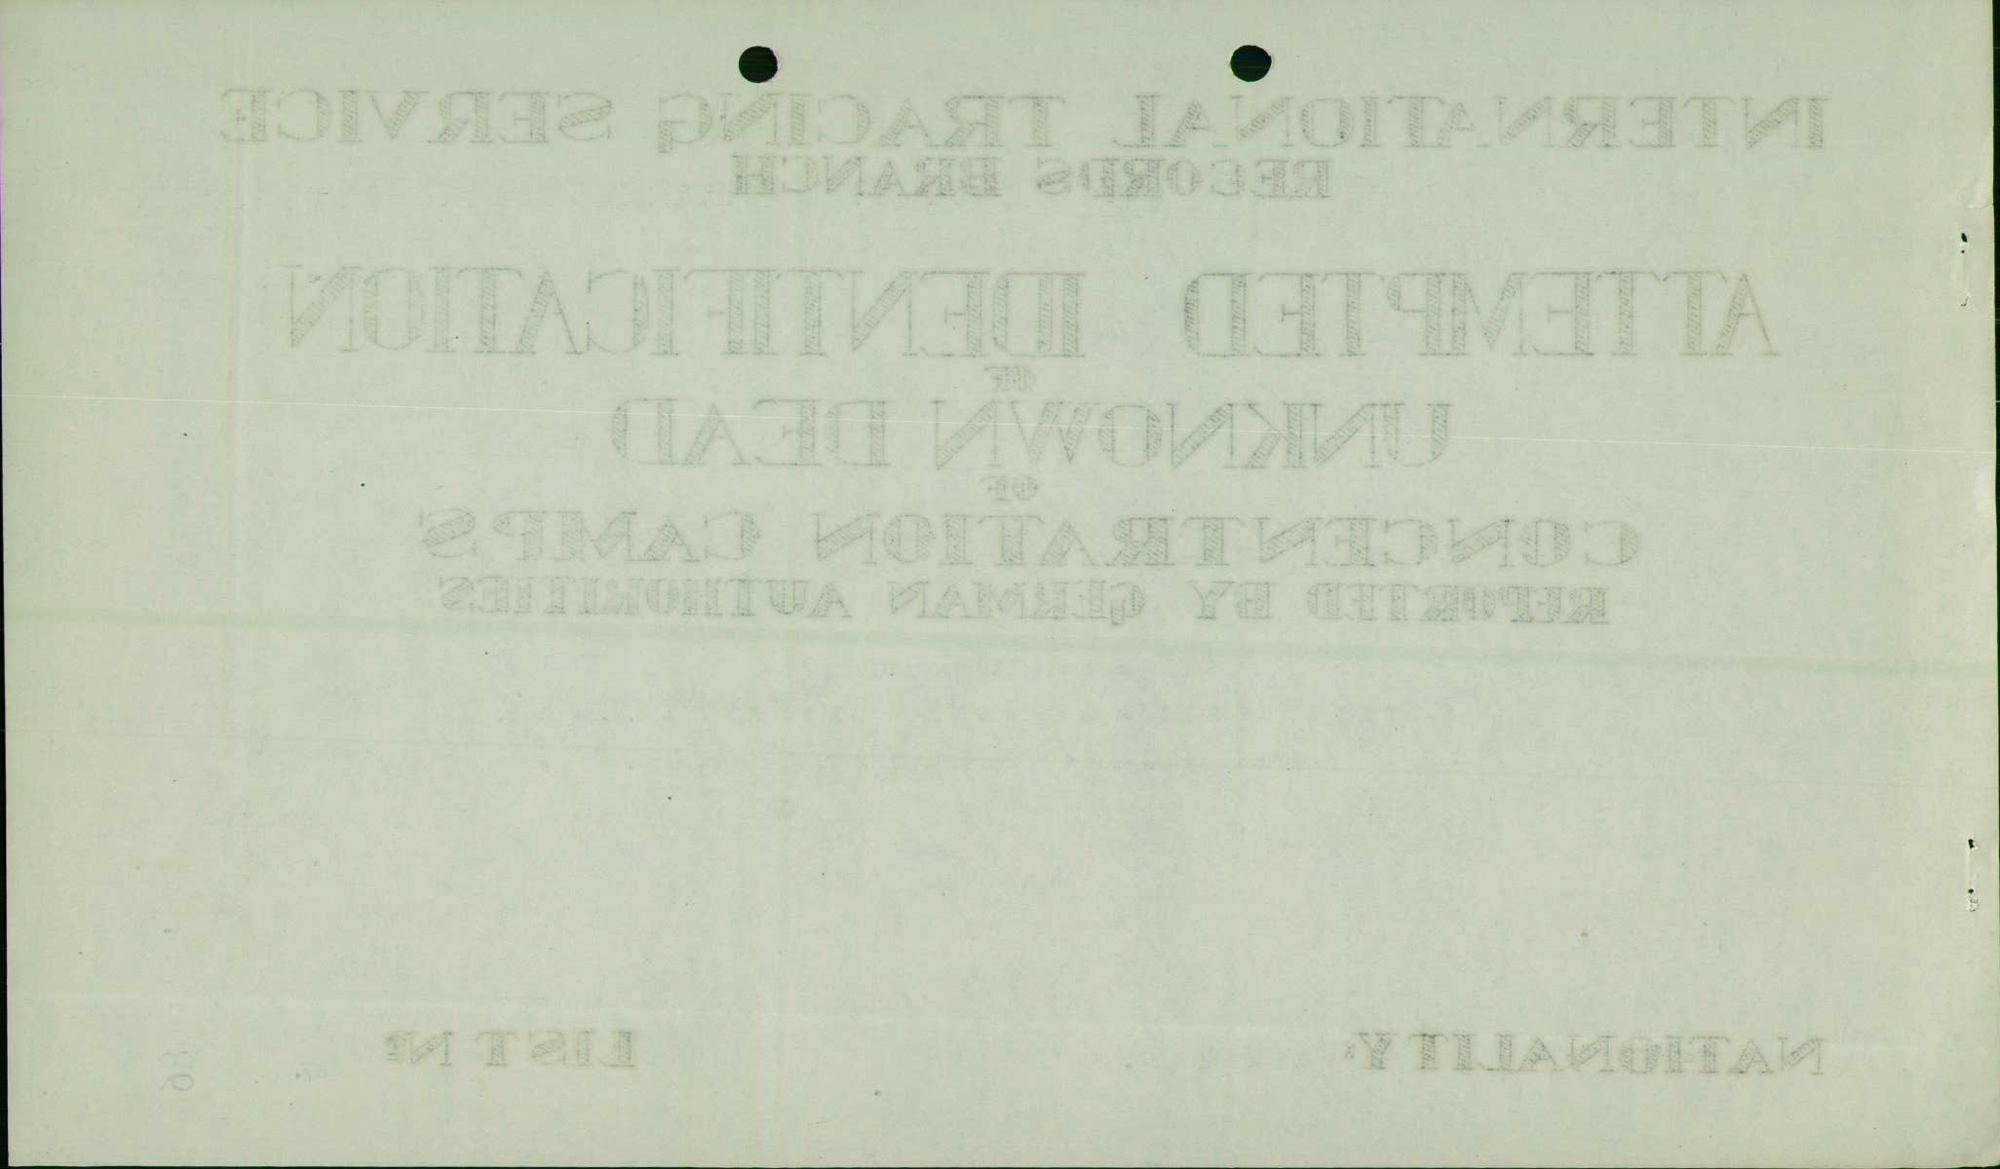 INTERNATIONAL TRACING SERVICE
RECORDS BRANCH
ATTEMPTED IDENTIFICATION
OF
UNKNOWN DEAD
OF
CONCENTRATION CAMPS
REPORTED BY GERMAN AUTHORITIES
NATIONALITY: LIST Nº